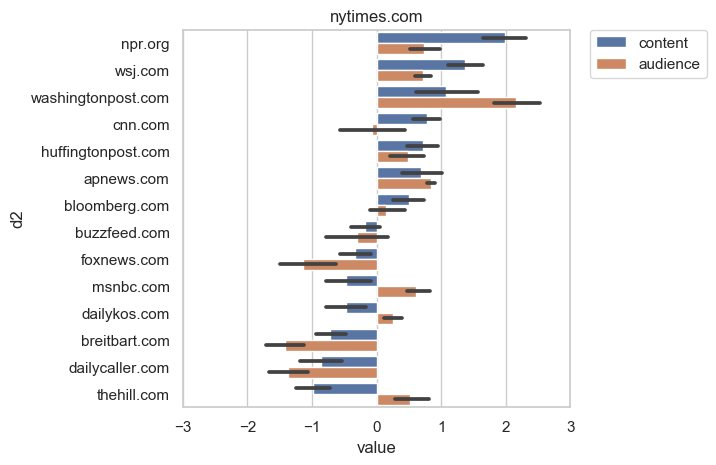 nytimes.com
content
audience
d2
npr.org
wsj.com
washingtonpost.com
cnn.com
huffingtonpost.com
apnews.com
bloomberg.com
buzzfeed.com
foxnews.com
msnbc.com
dailykos.com
breitbart.com
dailycaller.com
thehill.com
−3 −2 −1 0 1 2 3
value